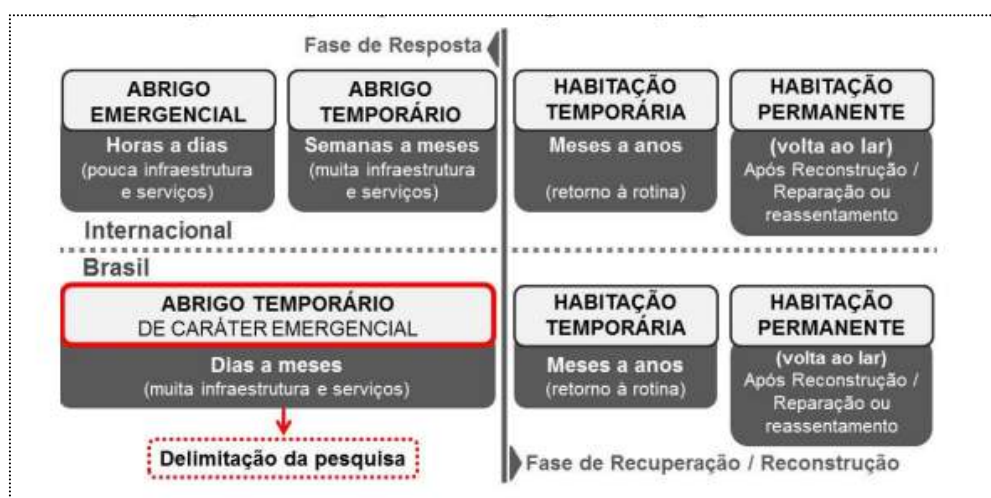 Fase de Resposta
ABRIGO
EMERGENCIAL
Horas a dias
(pouca infraestrutura
e serviços)
ABRIGO
TEMPORÁRIO
Semanas a meses
(muita infraestrutura
e serviços)
HABITAÇÃO
TEMPORÁRIA
Meses a anos
(retorno à rotina)
HABITAÇÃO
PERMANENTE
(volta ao lar)
Após Reconstrução /
Reparação ou
reassentamento
Internacional
Brasil
ABRIGO TEMPORÁRIO
DE CARÁTER EMERGENCIAL
Dias a meses
(muita infraestrutura e serviços)
HABITAÇÃO
TEMPORÁRIA
Meses a anos
(retorno à rotina)
HABITAÇÃO
PERMANENTE
(volta ao lar)
Após Reconstrução /
Reparação ou
reassentamento
Delimitação da pesquisa
Fase de Recuperação / Reconstrução